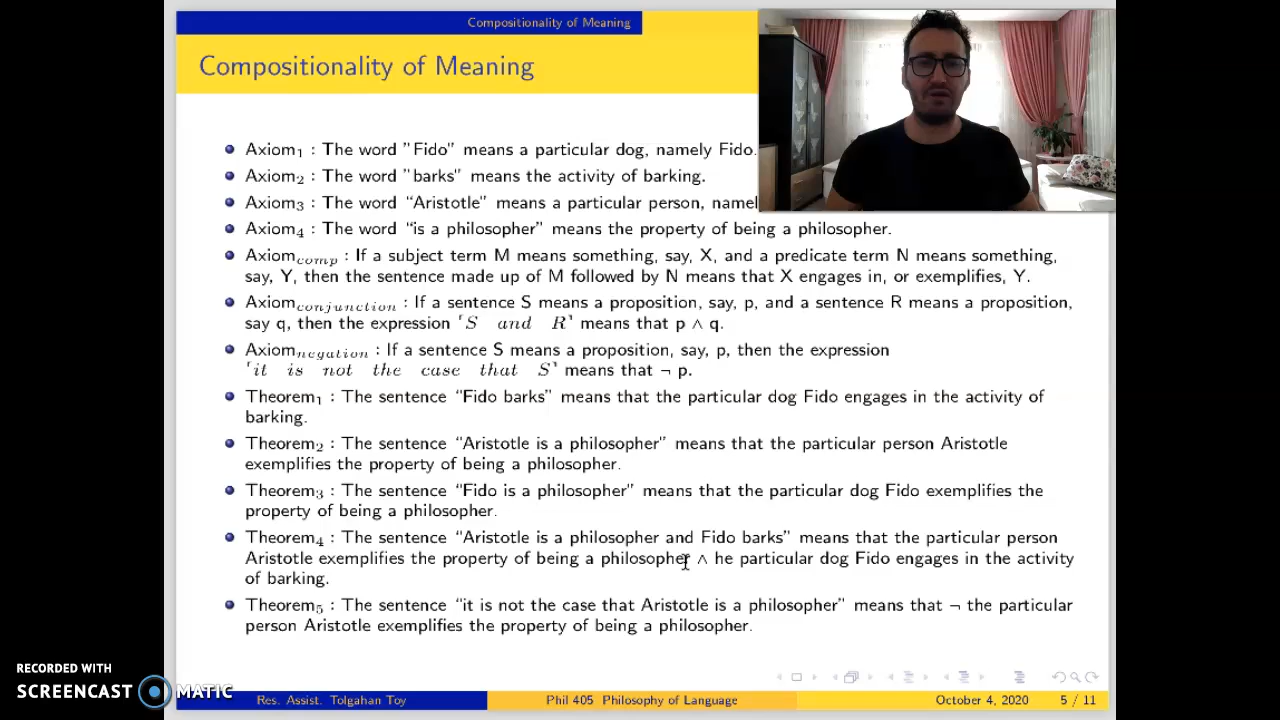 Compositionality of Meaning
Compositionality of Meaning
Axiom1 : The word "Fido" means a particular dog, namely Fido.
Axiom2 : The word "barks" means the activity of barking.
Axiom3 : The word “Aristotle” means a particular person, namel
Axiom4 : The word “is a philosopher” means the property of being a philosopher.
Axiomcomp : If a subject term M means something, say, X, and a predicate term N means something,
say, Y, then the sentence made up of M followed by N means that X engages in, or exemplifies, Y.
Axiomconjunction : If a sentence S means a proposition, say, p, and a sentence R means a proposition,
say q, then the expression ⌜S and R⌝ means that p ∧ q.
Axiomnegation : If a sentence S means a proposition, say, p, then the expression
⌜it is not the case that S⌝ means that ¬ p.
Theorem1 : The sentence “Fido barks” means that the particular dog Fido engages in the activity of
barking.
Theorem2 : The sentence “Aristotle is a philosopher” means that the particular person Aristotle
exemplifies the property of being a philosopher.
Theorem3 : The sentence “Fido is a philosopher” means that the particular dog Fido exemplifies the
property of being a philosopher.
Theorem4 : The sentence “Aristotle is a philosopher and Fido barks” means that the particular person
Aristotle exemplifies the property of being a philosopher ∧ he particular dog Fido engages in the activity
of barking.
Theorem5 : The sentence “it is not the case that Aristotle is a philosopher” means that ¬ the particular
person Aristotle exemplifies the property of being a philosopher.
RECORDED WITH
SCREENCAST MATIC
Res. Assist. Tolgahan Toy
Phil 405 Philosophy of Language
October 4, 2020
5 / 11